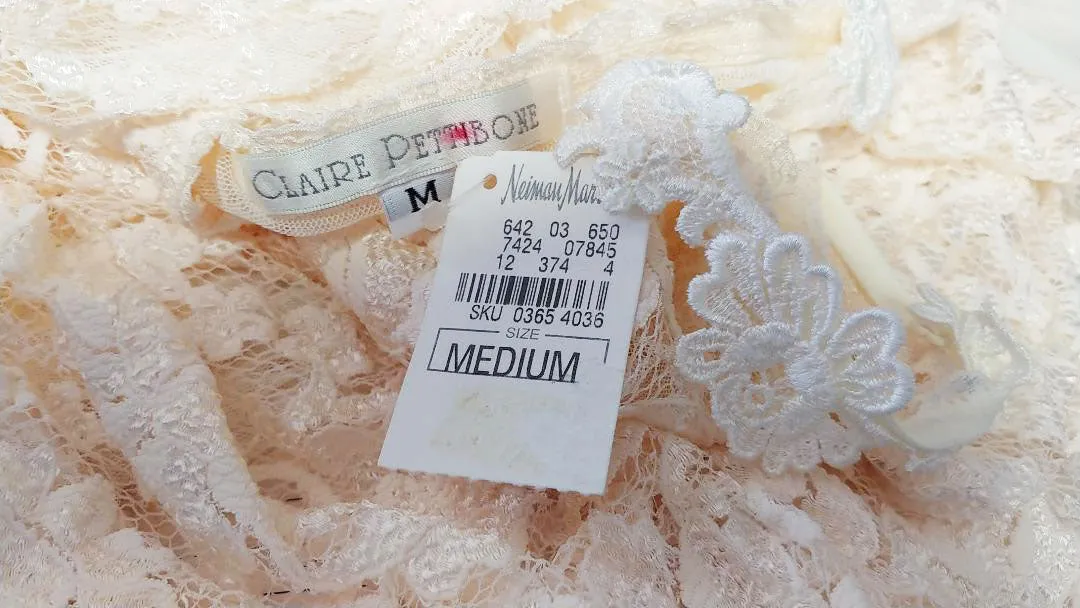 CLAIRE PETTIBONE
M
Neiman Mar
642 03 650
7424 07845
12 374 4
SKU 0365 4036
SIZE
MEDIUM